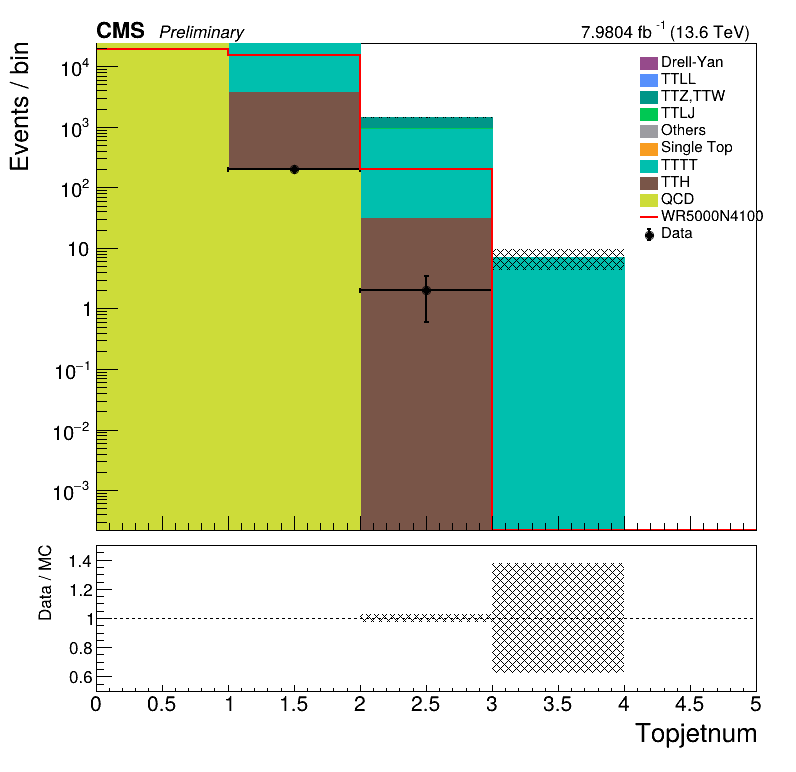 CMS Preliminary 7.9804 fb⁻¹ (13.6 TeV)
Events / bin
10⁴
10³
10²
10
1
10⁻¹
10⁻²
10⁻³
Drell-Yan
TTLL
TTZ,TTW
TTLJ
Others
Single Top
TTTT
TTH
QCD
WR5000N4100
Data
Data / MC
1.4
1.2
1
0.8
0.6
0 0.5 1 1.5 2 2.5 3 3.5 4 4.5 5
Topjetnum